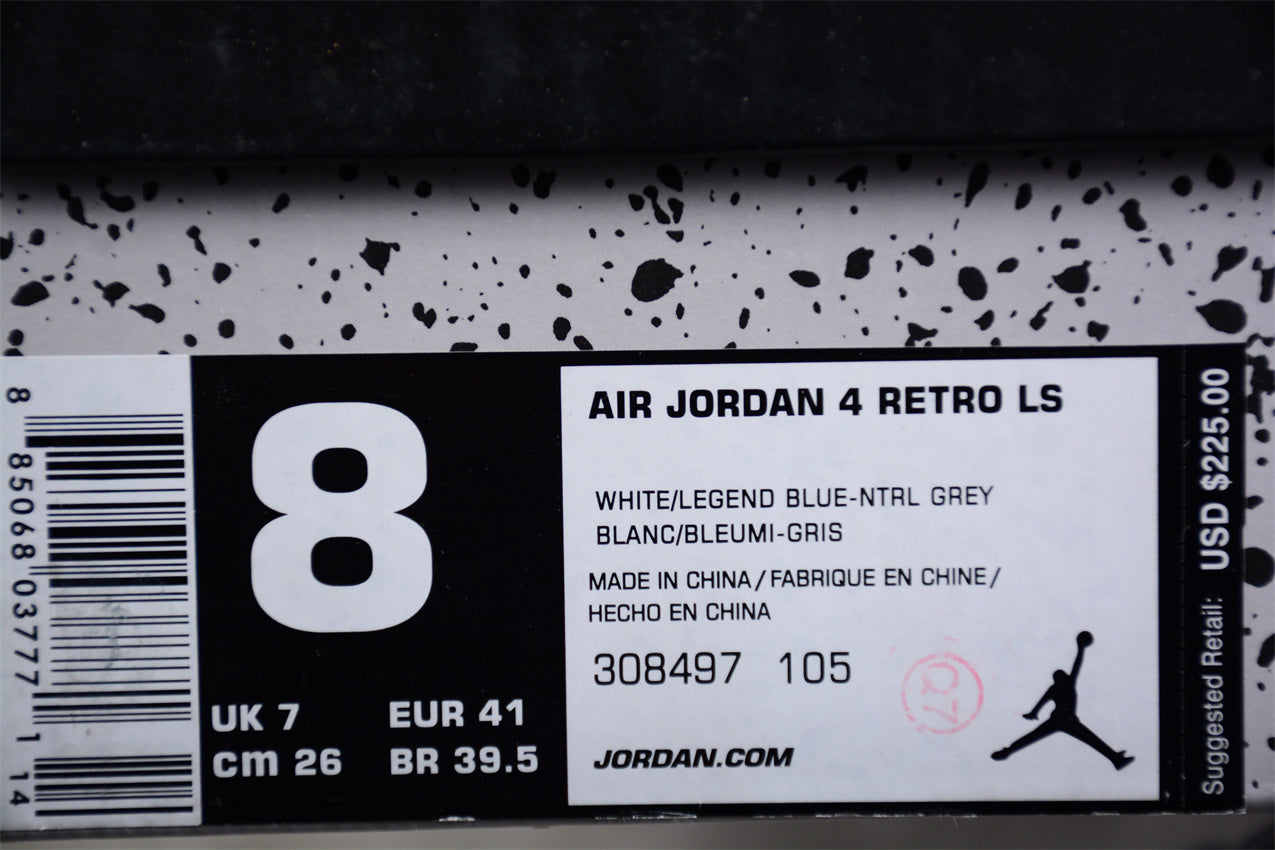 8 85068 03777 1 14
8
UK 7 EUR 41
cm 26 BR 39.5
AIR JORDAN 4 RETRO LS
WHITE/LEGEND BLUE-NTRL GREY
BLANC/BLEUMI-GRIS
MADE IN CHINA/FABRIQUE EN CHINE/
HECHO EN CHINA
308497 105
Q7
JORDAN.COM
Suggested Retail: USD $225.00